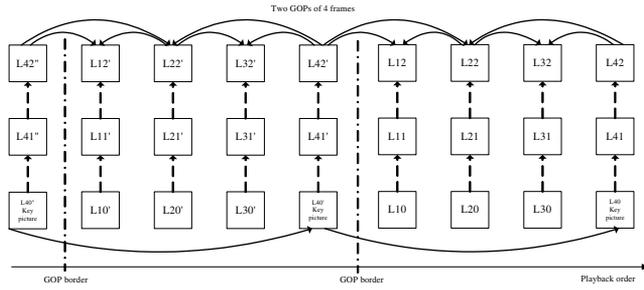 Two GOPs of 4 frames
L42" L12' L22' L32' L42' L12 L22 L32 L42
L41" L11' L21' L31' L41' L11 L21 L31 L41
L40"
Key
picture
L10' L20' L30'
L40'
Key
picture
L10 L20 L30
L40
Key
picture
GOP border GOP border Playback order